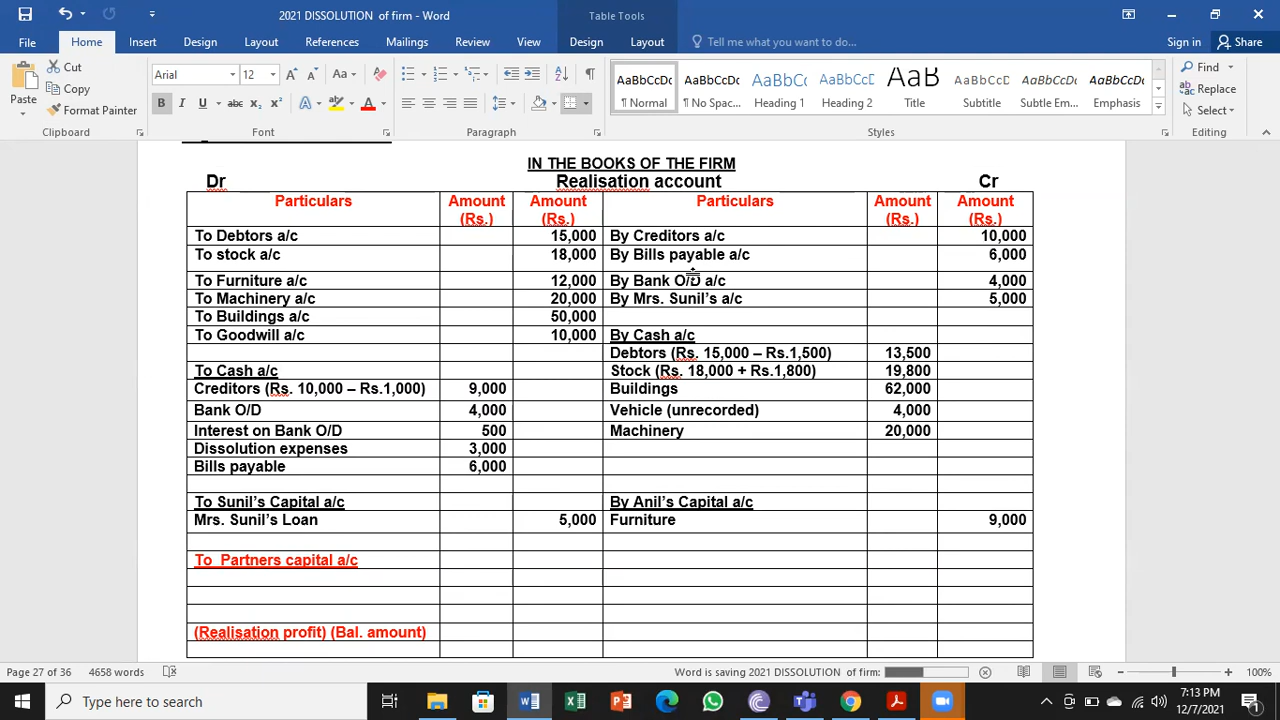 2021 DISSOLUTION of firm - Word
Table Tools
File Home Insert Design Layout References Mailings Review View Design Layout Tell me what you want to do... Sign in Share
Paste Cut Copy Format Painter
Arial 12
AaBbCcDc AaBbCcDc AaBbCc AaBbCcC AaB AaBbCcD AaBbCcDc AaBbCcDc
¶ Normal ¶ No Spac... Heading 1 Heading 2 Title Subtitle Subtle Em... Emphasis
Find Replace Select
Clipboard Font Paragraph Styles Editing
IN THE BOOKS OF THE FIRM
Dr Realisation account Cr
Particulars Amount (Rs.) Amount (Rs.) Particulars Amount (Rs.) Amount (Rs.)
To Debtors a/c 15,000 By Creditors a/c 10,000
To stock a/c 18,000 By Bills payable a/c 6,000
To Furniture a/c 12,000 By Bank O/D a/c 4,000
To Machinery a/c 20,000 By Mrs. Sunil's a/c 5,000
To Buildings a/c 50,000
To Goodwill a/c 10,000 By Cash a/c
Debtors (Rs. 15,000 – Rs.1,500) 13,500
To Cash a/c Stock (Rs. 18,000 + Rs.1,800) 19,800
Creditors (Rs. 10,000 – Rs.1,000) 9,000 Buildings 62,000
Bank O/D 4,000 Vehicle (unrecorded) 4,000
Interest on Bank O/D 500 Machinery 20,000
Dissolution expenses 3,000
Bills payable 6,000
To Sunil's Capital a/c By Anil's Capital a/c
Mrs. Sunil's Loan 5,000 Furniture 9,000
To Partners capital a/c
(Realisation profit) (Bal. amount)
Page 27 of 36 4658 words Word is saving 2021 DISSOLUTION of firm: 100%
Type here to search
7:13 PM
12/7/2021